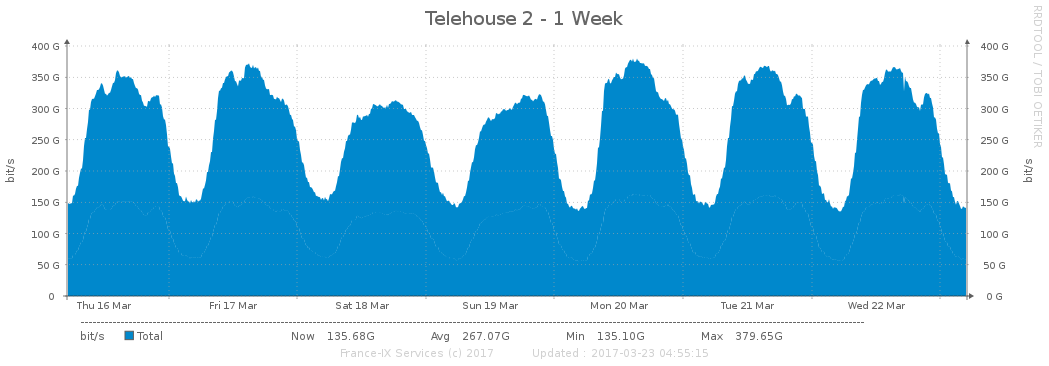 Telehouse 2 - 1 Week
RRDTOOL / TOBI OETIKER
400 G 400 G
350 G 350 G
300 G 300 G
250 G 250 G
200 G 200 G
150 G 150 G
100 G 100 G
50 G 50 G
0 0 G
bit/s
bit/s
Thu 16 Mar Fri 17 Mar Sat 18 Mar Sun 19 Mar Mon 20 Mar Tue 21 Mar Wed 22 Mar
bit/s Total Now 135.68G Avg 267.07G Min 135.10G Max 379.65G
France-IX Services (c) 2017 Updated : 2017-03-23 04:55:15